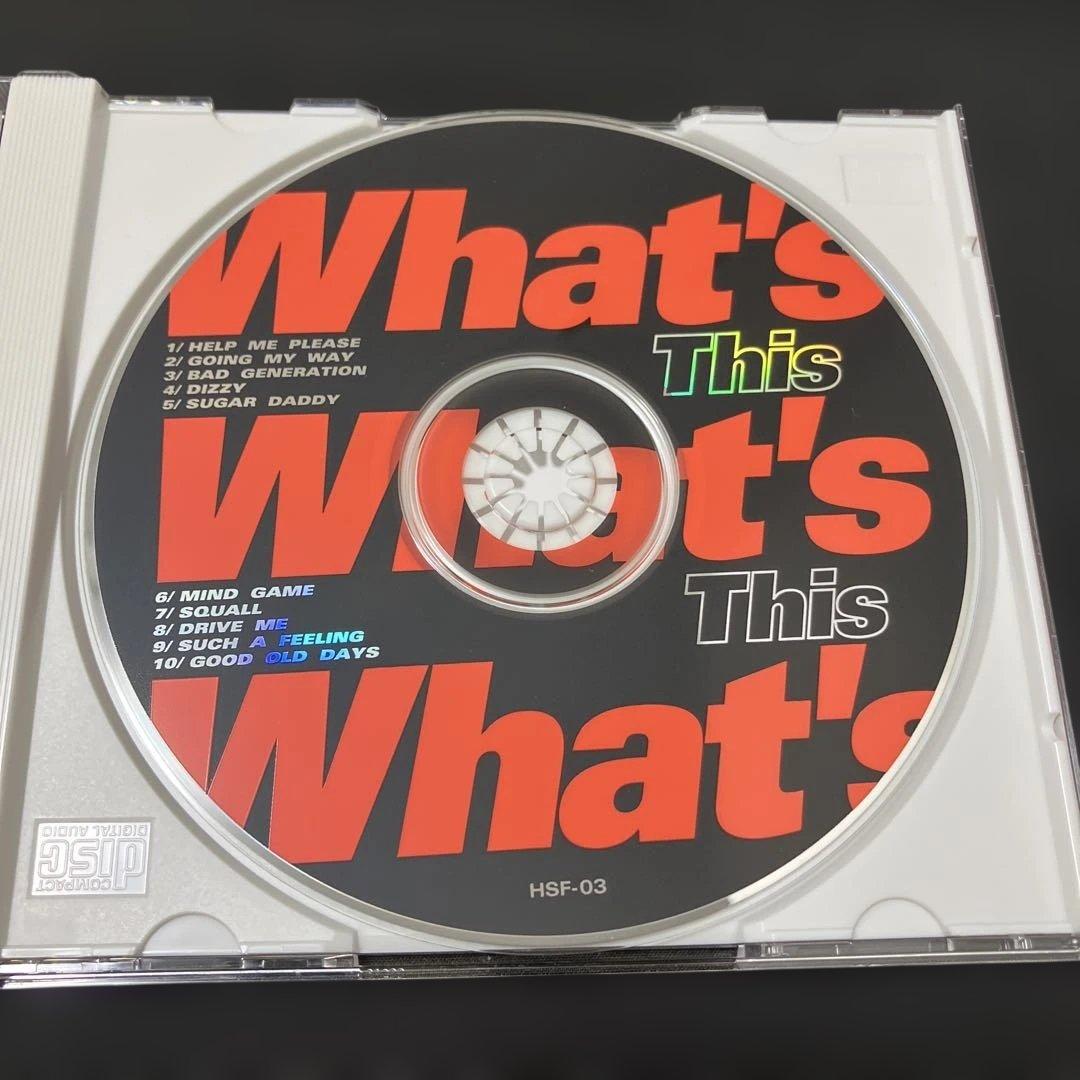 What's
1/ HELP ME PLEASE
2/ GOING MY WAY
3/ BAD GENERATION
4/ DIZZY
5/ SUGAR DADDY
This
What's
6/ MIND GAME
7/ SQUALL
8/ DRIVE ME
9/ SUCH A FEELING
10/ GOOD OLD DAYS
This
What's
HSF-03
COMPACT
disc
DIGITAL AUDIO